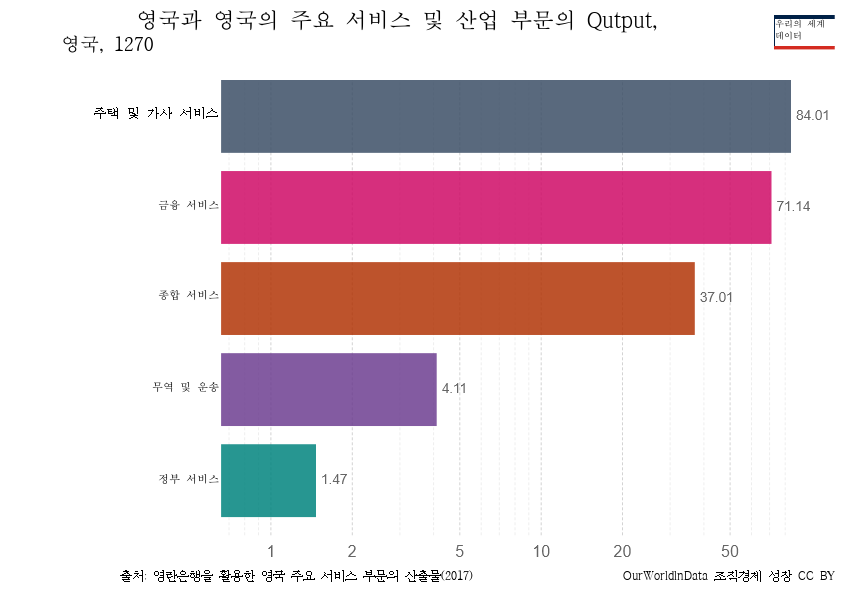 영국과 영국의 주요 서비스 및 산업 부문의 Qutput,
영국, 1270
우리의 세계
데이터
주택 및 가사 서비스
84.01
금융 서비스
71.14
종합 서비스
37.01
무역 및 운송
4.11
정부 서비스
1.47
1 2 5 10 20 50
출처: 영란은행을 활용한 영국 주요 서비스 부문의 산출물(2017)
OurWorldInData 조직경제 성장 CC BY